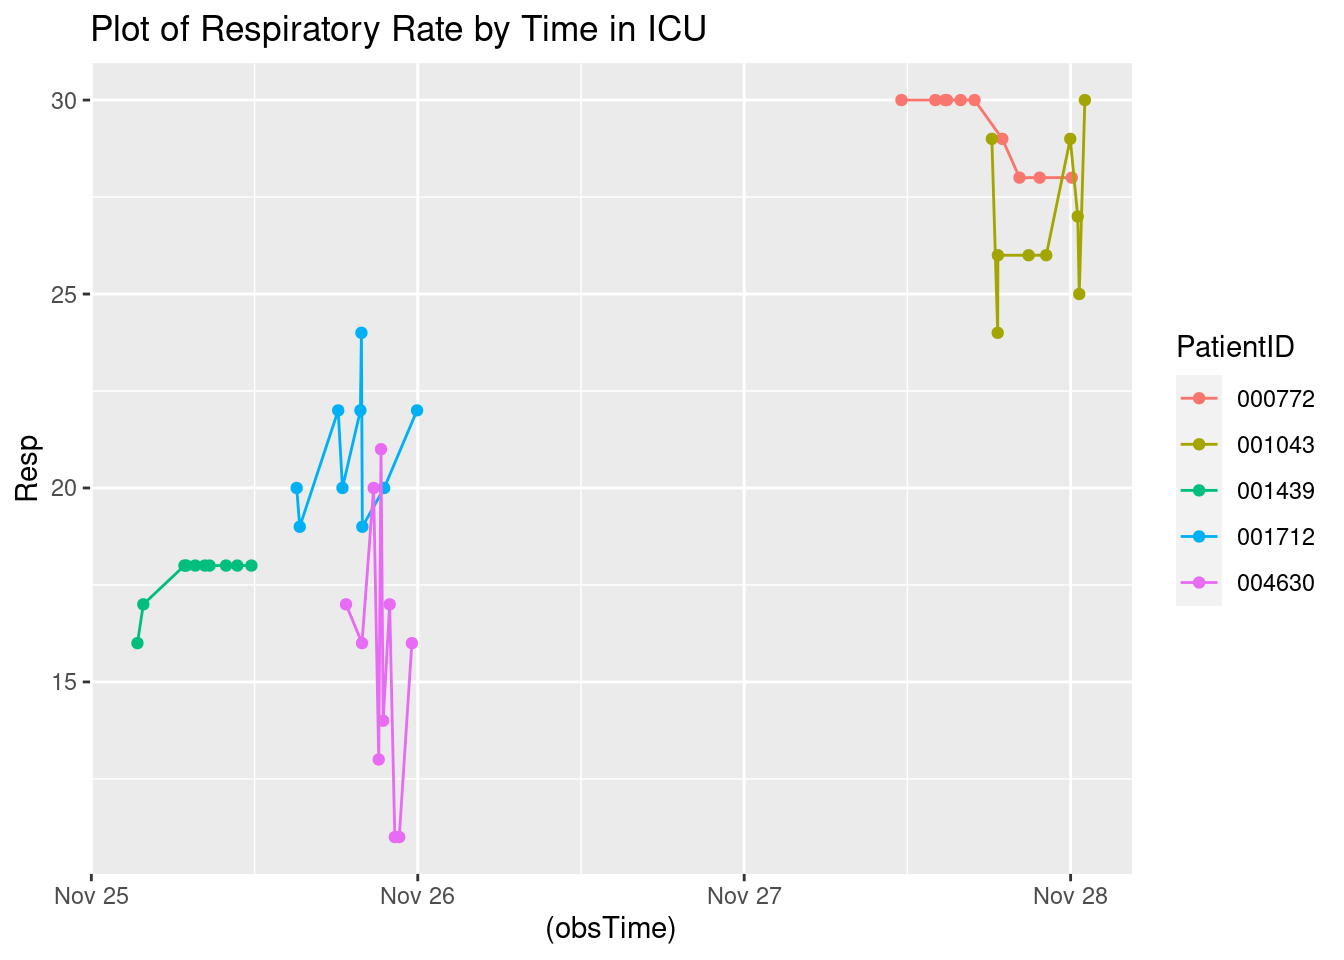 Plot of Respiratory Rate by Time in ICU
Resp
30
25
20
15
Nov 25
Nov 26
Nov 27
Nov 28
(obsTime)
PatientID
000772
001043
001439
001712
004630